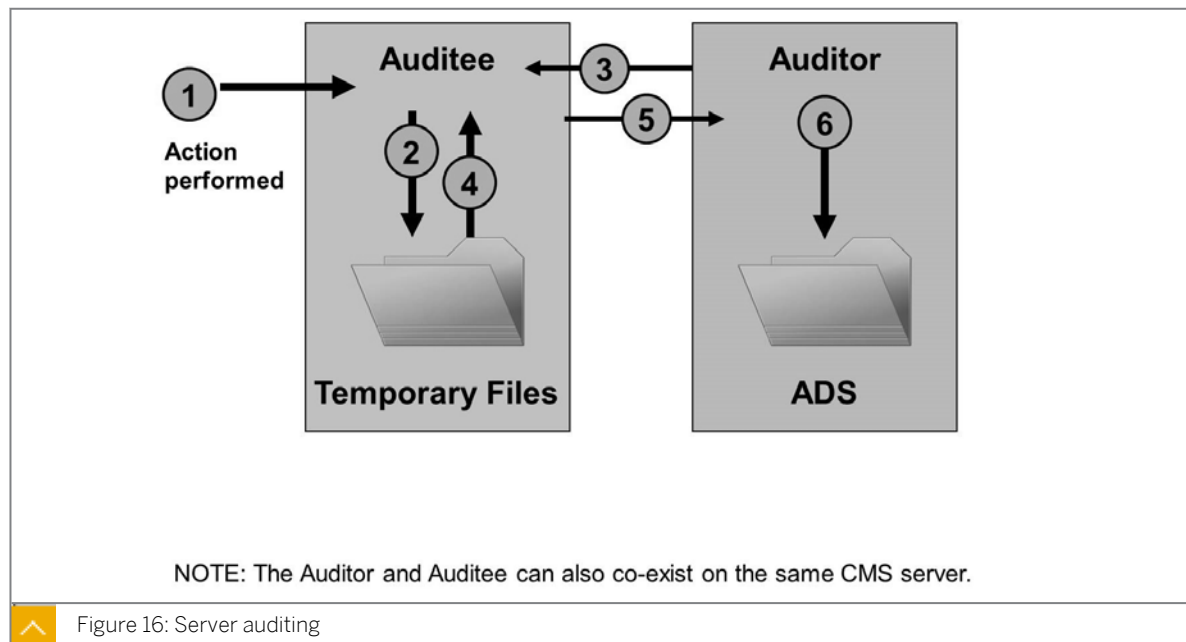 Auditee
Auditor
1
3
5
6
2
4
Action
performed
Temporary Files
ADS
NOTE: The Auditor and Auditee can also co-exist on the same CMS server.
Figure 16: Server auditing